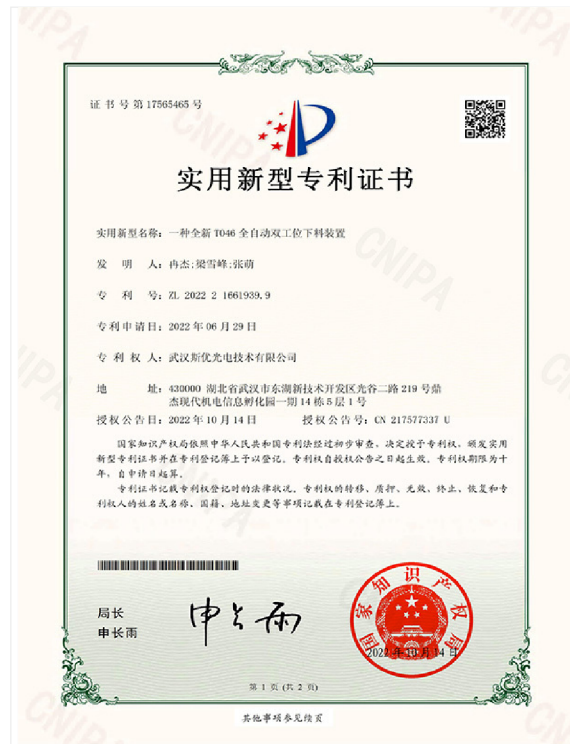 证书号第17565465号
实用新型专利证书
实用新型名称：一种全新TO46全自动双工位下料装置
发明人：冉杰;梁雪峰;张萌
专利号：ZL 2022 2 1661939.9
专利申请日：2022年06月29日
专利权人：武汉斯优光电技术有限公司
地址：430000 湖北省武汉市东湖新技术开发区光谷二路219号鼎
杰现代机电信息孵化园一期14栋5层1号
授权公告日：2022年10月14日 授权公告号：CN 217577337 U
国家知识产权局依照中华人民共和国专利法经过初步审查，决定授予专利权，颁发实用
新型专利证书并在专利登记簿上予以登记。专利权自授权公告之日起生效。专利权期限为十
年，自申请日起算。
专利证书记载专利权登记时的法律状况。专利权的转移、质押、无效、终止、恢复和专
利权人的姓名或名称、国籍、地址变更等事项记载在专利登记簿上。
局长
申长雨
申长雨
国家知识产权局
2022年10月14日
第 1 页 (共 2 页)
其他事项参见续页
CNIPA
CNIPA
CNIPA
CNIPA
CNIPA
CNIPA